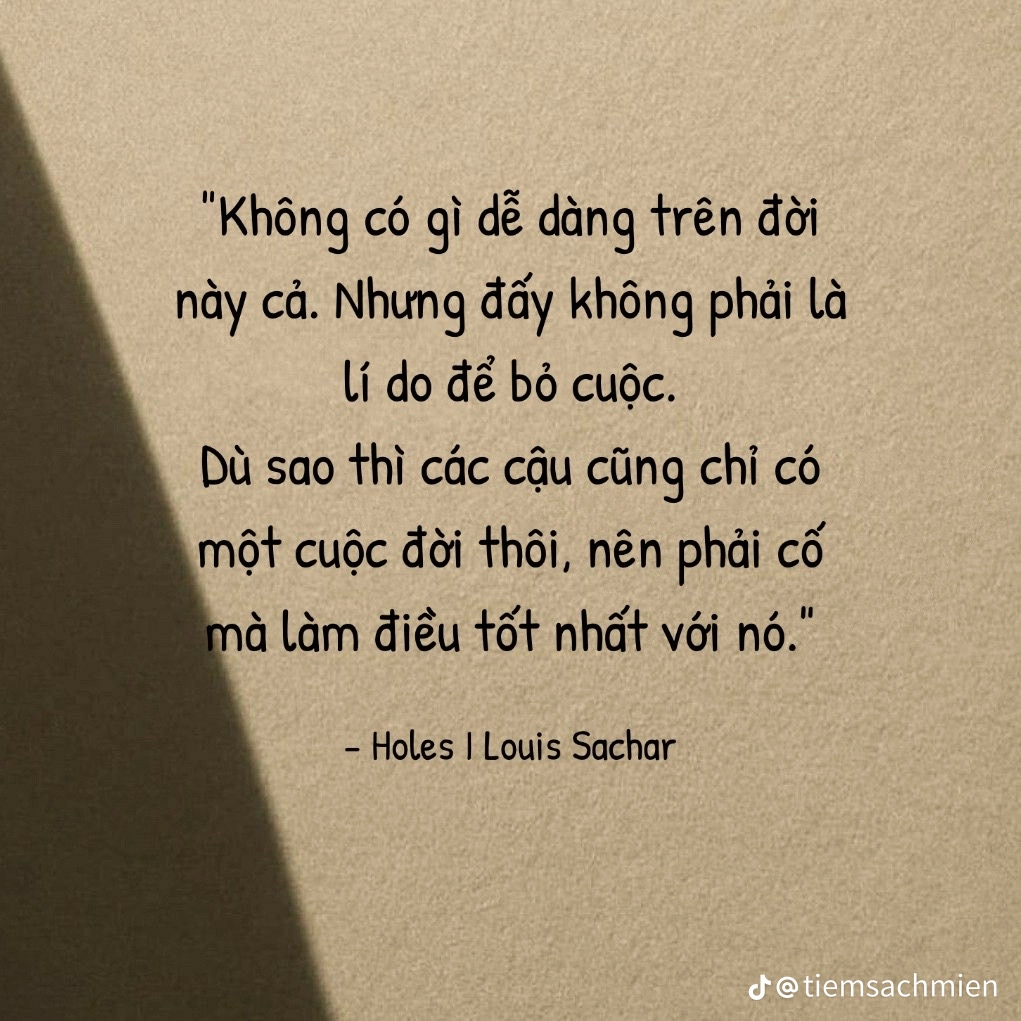 "Không có gì dễ dàng trên đời
này cả. Nhưng đấy không phải là
lí do để bỏ cuộc.
Dù sao thì các cậu cũng chỉ có
một cuộc đời thôi, nên phải cố
mà làm điều tốt nhất với nó."
- Holes | Louis Sachar
@tiemsachmien